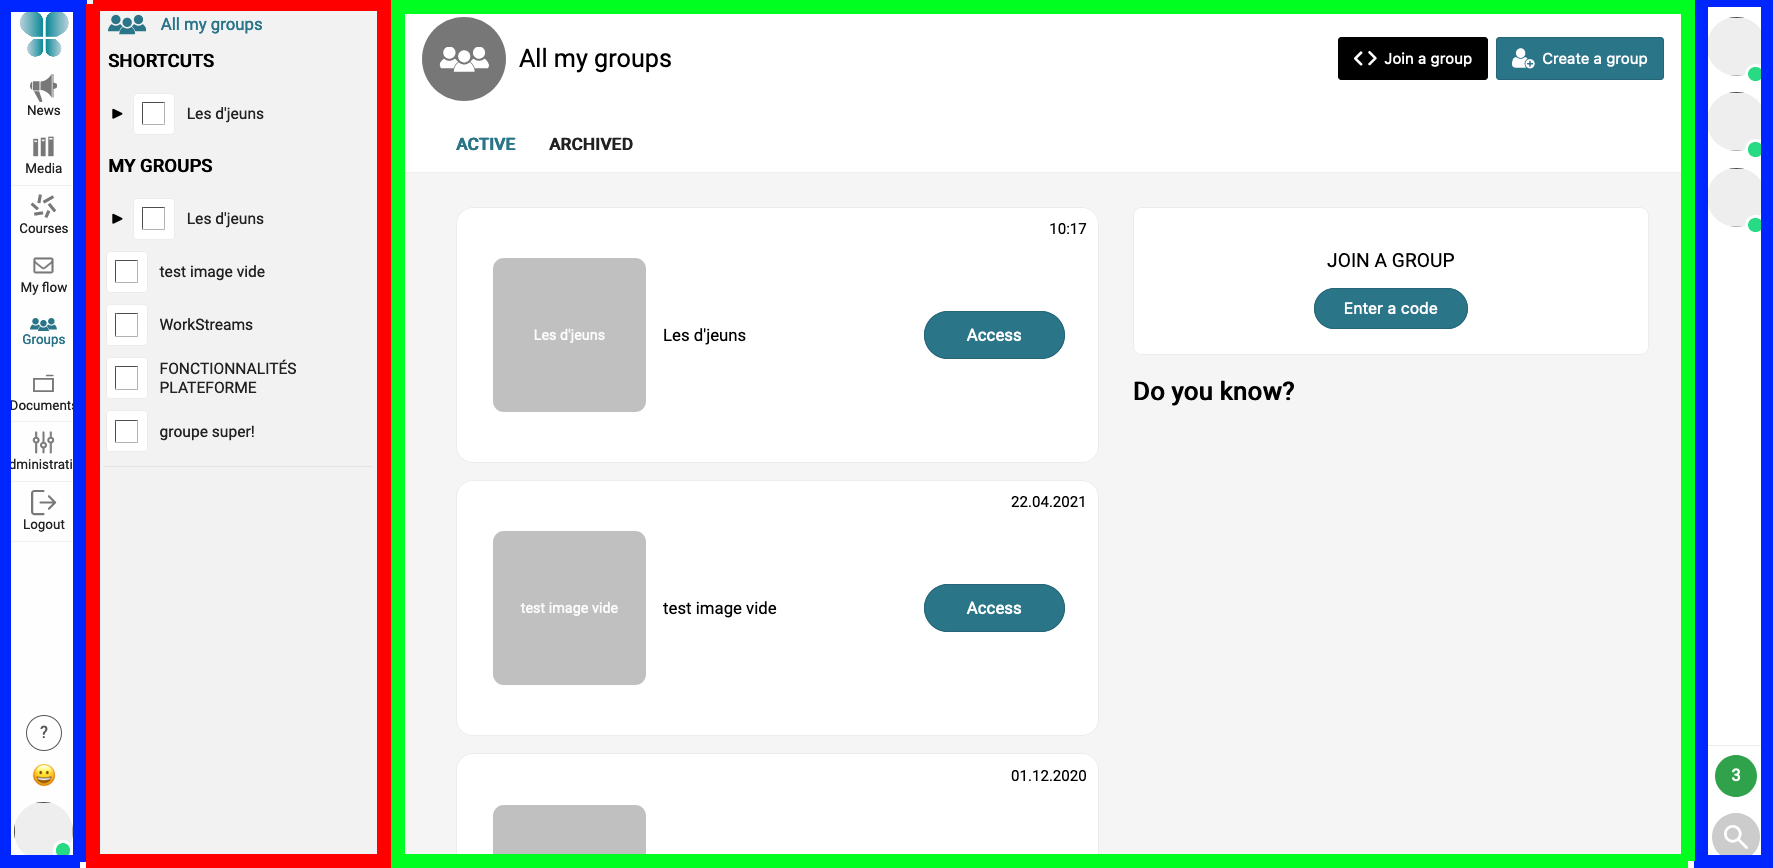 News
Media
Courses
My flow
Groups
Documents
dministrati
Logout
?
All my groups
SHORTCUTS
Les d'jeuns
MY GROUPS
Les d'jeuns
test image vide
WorkStreams
FONCTIONNALITÉS
PLATEFORME
groupe super!
All my groups
Join a group
Create a group
ACTIVE
ARCHIVED
10:17
Les d'jeuns
Les d'jeuns
Access
22.04.2021
test image vide
test image vide
Access
01.12.2020
JOIN A GROUP
Enter a code
Do you know?
3